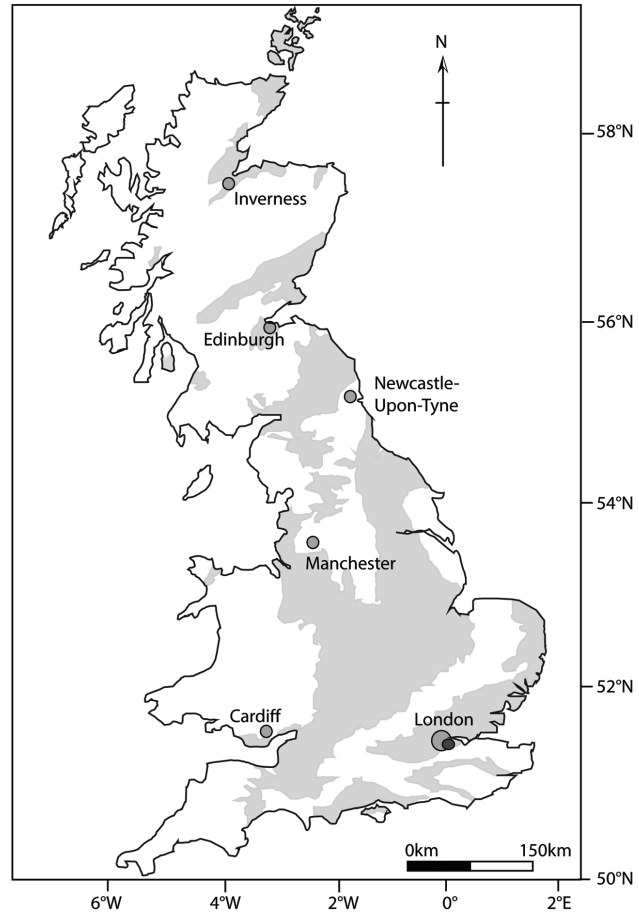 N
58°N
Inverness
56°N
Edinburgh
Newcastle-
Upon-Tyne
54°N
Manchester
52°N
Cardiff
London
0km 150km
50°N
6°W 4°W 2°W 0° 2°E